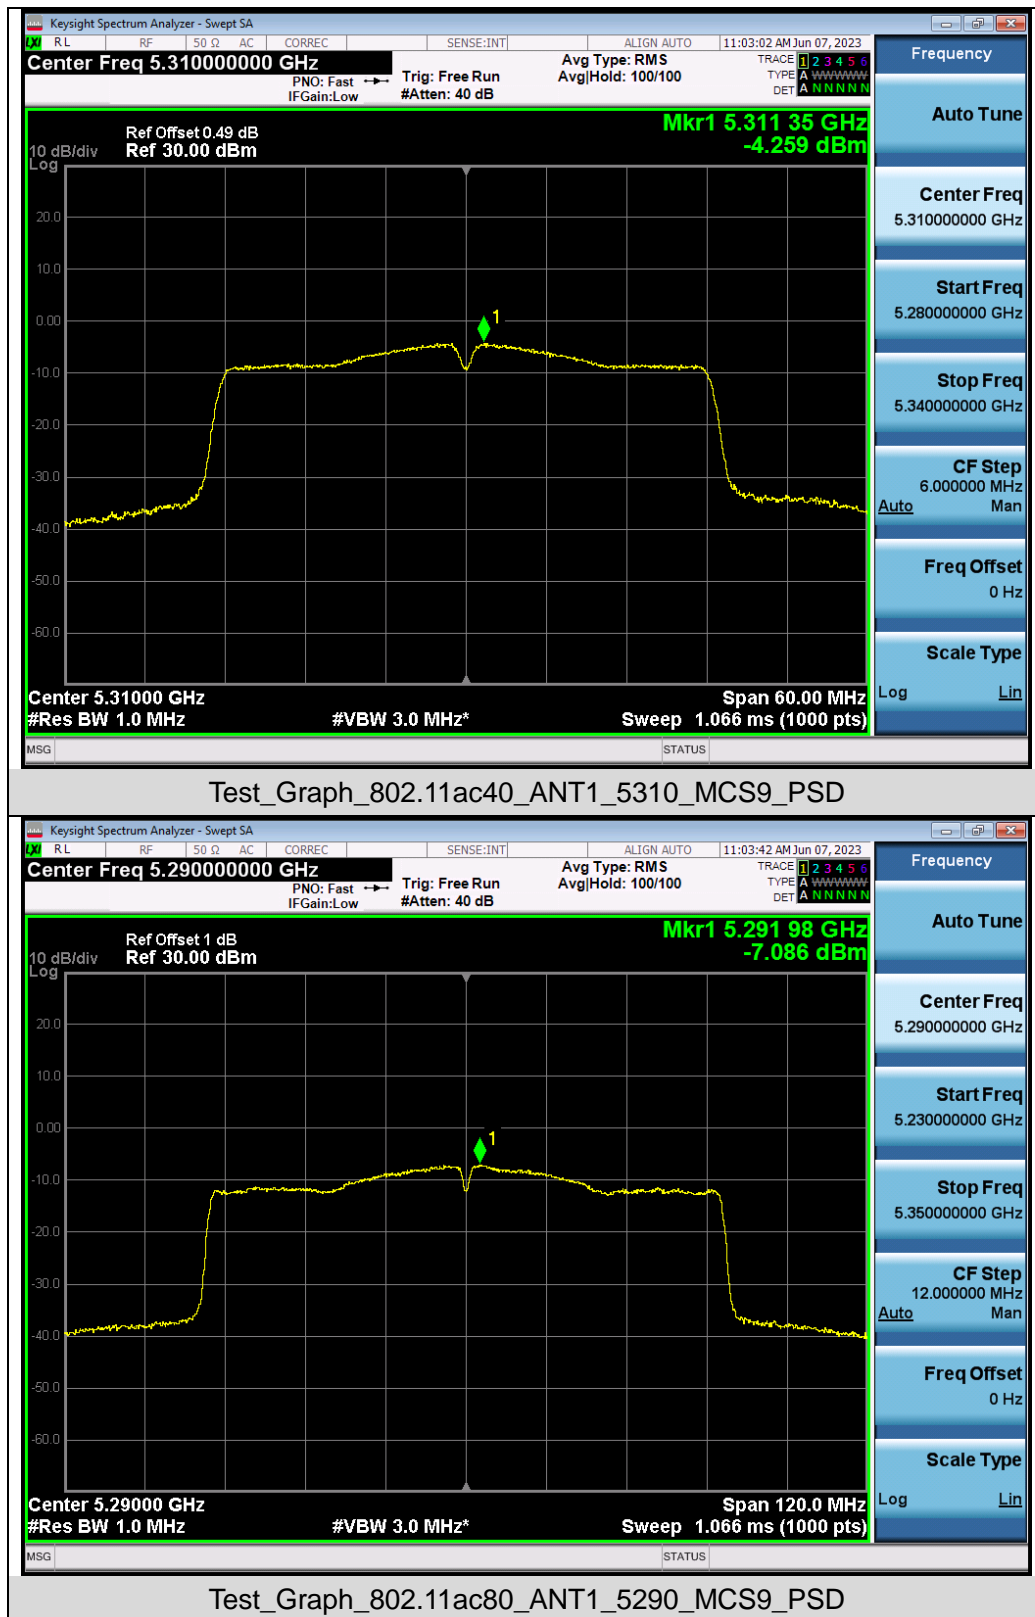 Keysight Spectrum Analyzer - Swept SA
LXI RL RF 50 Ω AC CORREC SENSE:INT ALIGN AUTO 11:03:02 AM Jun 07, 2023
Center Freq 5.310000000 GHz
PNO: Fast
IFGain:Low
Trig: Free Run
#Atten: 40 dB
Avg Type: RMS
Avg|Hold: 100/100
TRACE 1 2 3 4 5 6
TYPE A WWWWW
DET A N N N N N
Ref Offset 0.49 dB
Ref 30.00 dBm
10 dB/div
Log
Mkr1 5.311 35 GHz
-4.259 dBm
20.0
10.0
0.00
-10.0
-20.0
-30.0
-40.0
-50.0
-60.0
1
Center 5.31000 GHz
Span 60.00 MHz
#Res BW 1.0 MHz
#VBW 3.0 MHz*
Sweep 1.066 ms (1000 pts)
MSG
STATUS
Frequency
Auto Tune
Center Freq
5.310000000 GHz
Start Freq
5.280000000 GHz
Stop Freq
5.340000000 GHz
CF Step
6.000000 MHz
Auto Man
Freq Offset
0 Hz
Scale Type
Log Lin
Test_Graph_802.11ac40_ANT1_5310_MCS9_PSD
Keysight Spectrum Analyzer - Swept SA
LXI RL RF 50 Ω AC CORREC SENSE:INT ALIGN AUTO 11:03:42 AM Jun 07, 2023
Center Freq 5.290000000 GHz
PNO: Fast
IFGain:Low
Trig: Free Run
#Atten: 40 dB
Avg Type: RMS
Avg|Hold: 100/100
TRACE 1 2 3 4 5 6
TYPE A WWWWW
DET A N N N N N
Ref Offset 1 dB
Ref 30.00 dBm
10 dB/div
Log
Mkr1 5.291 98 GHz
-7.086 dBm
20.0
10.0
0.00
-10.0
-20.0
-30.0
-40.0
-50.0
-60.0
1
Center 5.29000 GHz
Span 120.0 MHz
#Res BW 1.0 MHz
#VBW 3.0 MHz*
Sweep 1.066 ms (1000 pts)
MSG
STATUS
Frequency
Auto Tune
Center Freq
5.290000000 GHz
Start Freq
5.230000000 GHz
Stop Freq
5.350000000 GHz
CF Step
12.000000 MHz
Auto Man
Freq Offset
0 Hz
Scale Type
Log Lin
Test_Graph_802.11ac80_ANT1_5290_MCS9_PSD